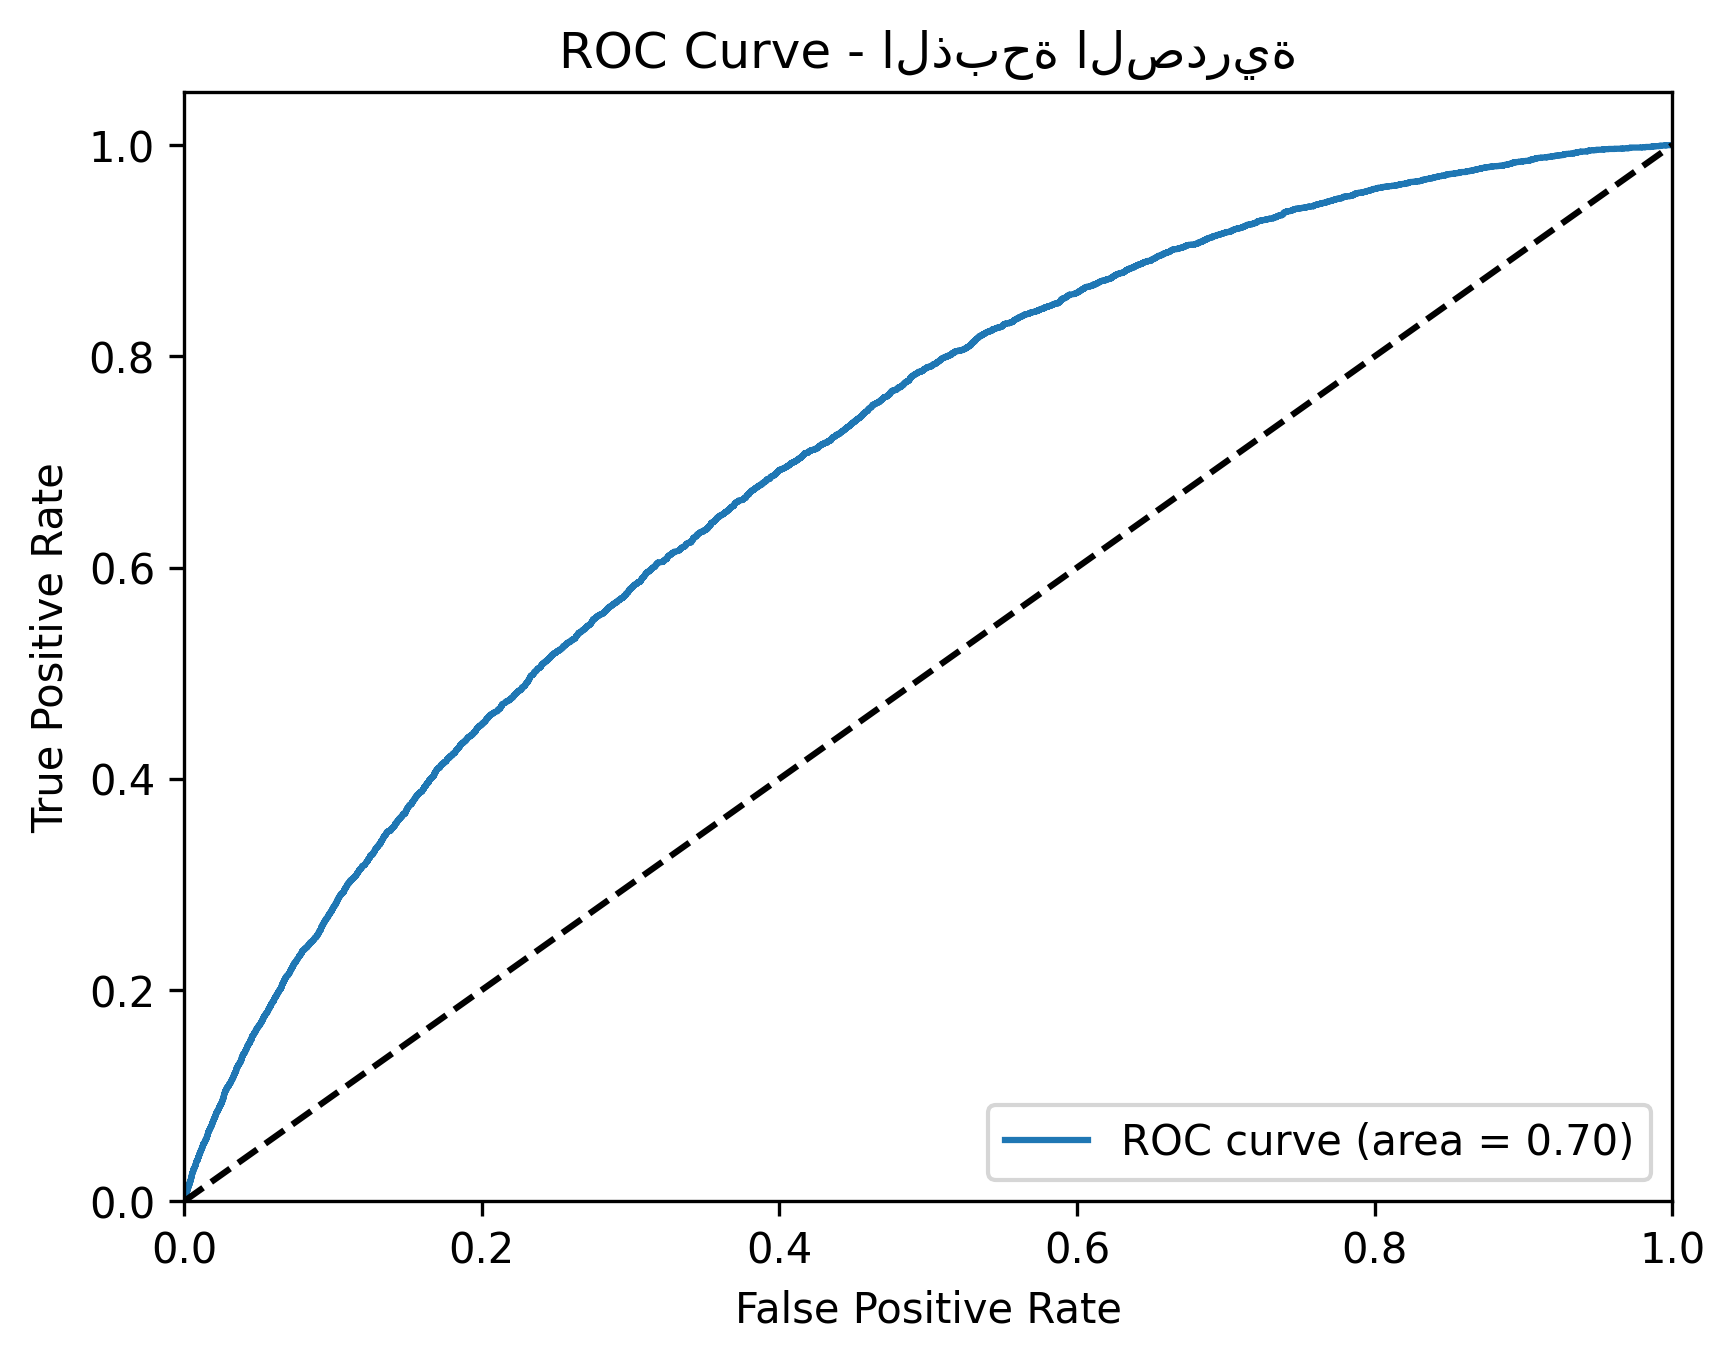 ROC Curve - الذبحة الصدرية
True Positive Rate
1.0
0.8
0.6
0.4
0.2
0.0
0.0 0.2 0.4 0.6 0.8 1.0
False Positive Rate
ROC curve (area = 0.70)